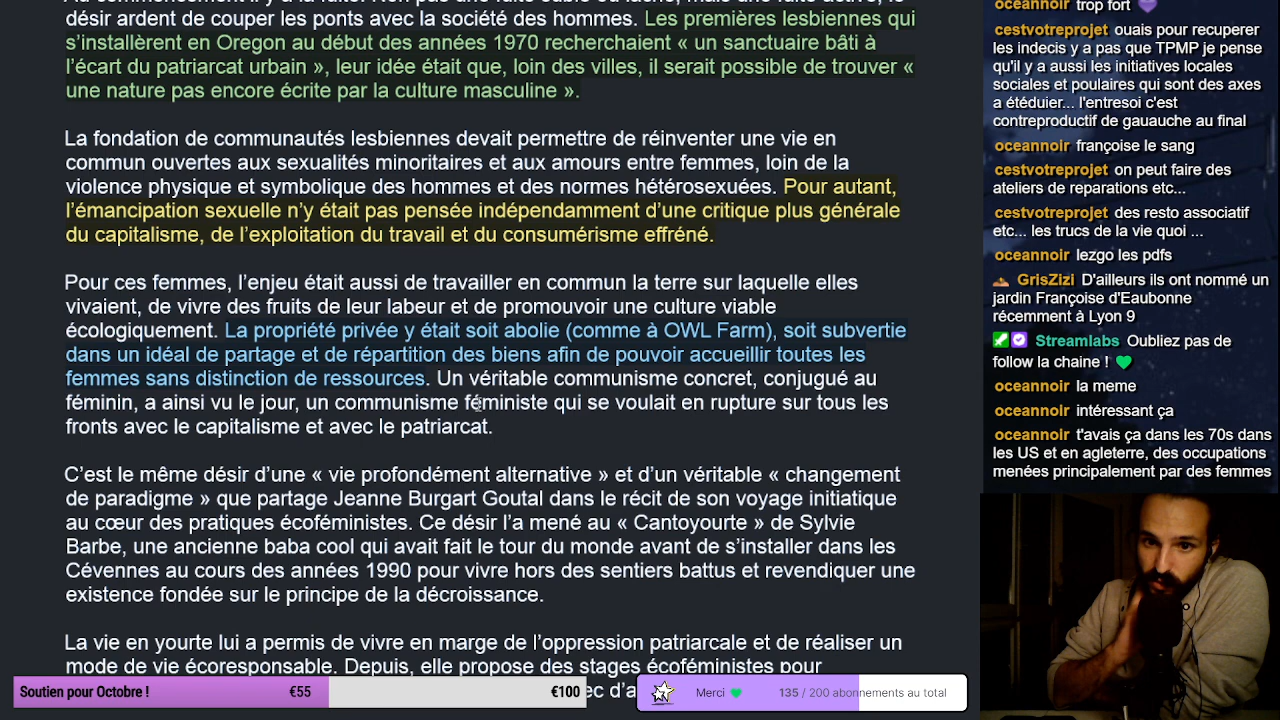 désir ardent de couper les ponts avec la société des hommes. Les premières lesbiennes qui
s'installèrent en Oregon au début des années 1970 recherchaient « un sanctuaire bâti à
l'écart du patriarcat urbain », leur idée était que, loin des villes, il serait possible de trouver «
une nature pas encore écrite par la culture masculine ».
La fondation de communautés lesbiennes devait permettre de réinventer une vie en
commun ouvertes aux sexualités minoritaires et aux amours entre femmes, loin de la
violence physique et symbolique des hommes et des normes hétérosexuées. Pour autant,
l'émancipation sexuelle n'y était pas pensée indépendamment d'une critique plus générale
du capitalisme, de l'exploitation du travail et du consumérisme effréné.
Pour ces femmes, l'enjeu était aussi de travailler en commun la terre sur laquelle elles
vivaient, de vivre des fruits de leur labeur et de promouvoir une culture viable
écologiquement. La propriété privée y était soit abolie (comme à OWL Farm), soit subvertie
dans un idéal de partage et de répartition des biens afin de pouvoir accueillir toutes les
femmes sans distinction de ressources. Un véritable communisme concret, conjugué au
féminin, a ainsi vu le jour, un communisme féministe qui se voulait en rupture sur tous les
fronts avec le capitalisme et avec le patriarcat.
C'est le même désir d'une « vie profondément alternative » et d'un véritable « changement
de paradigme » que partage Jeanne Burgart Goutal dans le récit de son voyage initiatique
au cœur des pratiques écoféministes. Ce désir l'a mené au « Cantoyourte » de Sylvie
Barbe, une ancienne baba cool qui avait fait le tour du monde avant de s'installer dans les
Cévennes au cours des années 1990 pour vivre hors des sentiers battus et revendiquer une
existence fondée sur le principe de la décroissance.
La vie en yourte lui a permis de vivre en marge de l'oppression patriarcale et de réaliser un
mode de vie écoresponsable. Depuis, elle propose des stages écoféministes pour
ec d'a
Soutien pour Octobre ! €55 €100
Merci 135 / 200 abonnements au total
oceannoir trop fort
cestvotreprojet ouais pour recuperer
les indecis y a pas que TPMP je pense
qu'il y a aussi les initiatives locales
sociales et poulaires qui sont des axes
a étéduier... l'entresoi c'est
contreproductif de gauauche au final
oceannoir françoise le sang
cestvotreprojet on peut faire des
ateliers de reparations etc...
cestvotreprojet des resto associatif
etc... les trucs de la vie quoi ...
oceannoir lezgo les pdfs
GrisZizi D'ailleurs ils ont nommé un
jardin Françoise d'Eaubonne
récemment à Lyon 9
Streamlabs Oubliez pas de
follow la chaine !
oceannoir la meme
oceannoir intéressant ça
oceannoir t'avais ça dans les 70s dans
les US et en agleterre, des occupations
menées principalement par des femmes